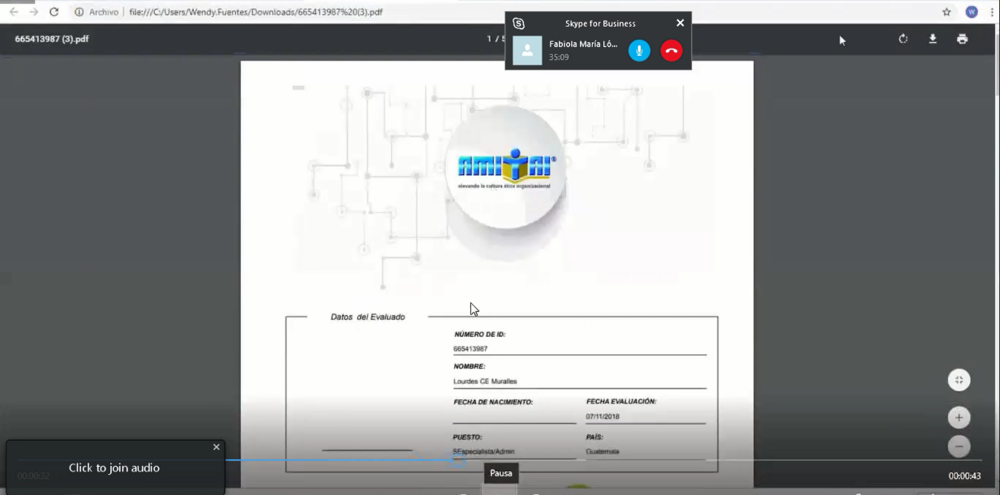 Archivo file:///C:/Users/Wendy.Fuentes/Downloads/665413987%20(3).pdf
W
665413987 (3).pdf
1 / 5
Skype for Business
Fabiola María Ló...
35:09
AMITAI®
elevando la cultura ética organizacional
Datos del Evaluado
NÚMERO DE ID:
665413987
NOMBRE:
Lourdes CE Muralles
FECHA DE NACIMIENTO:
FECHA EVALUACIÓN:
07/11/2018
PUESTO:
PAÍS:
SEspecialista/Admin
Guatemala
Click to join audio
00:00:32
Pausa
00:00:43